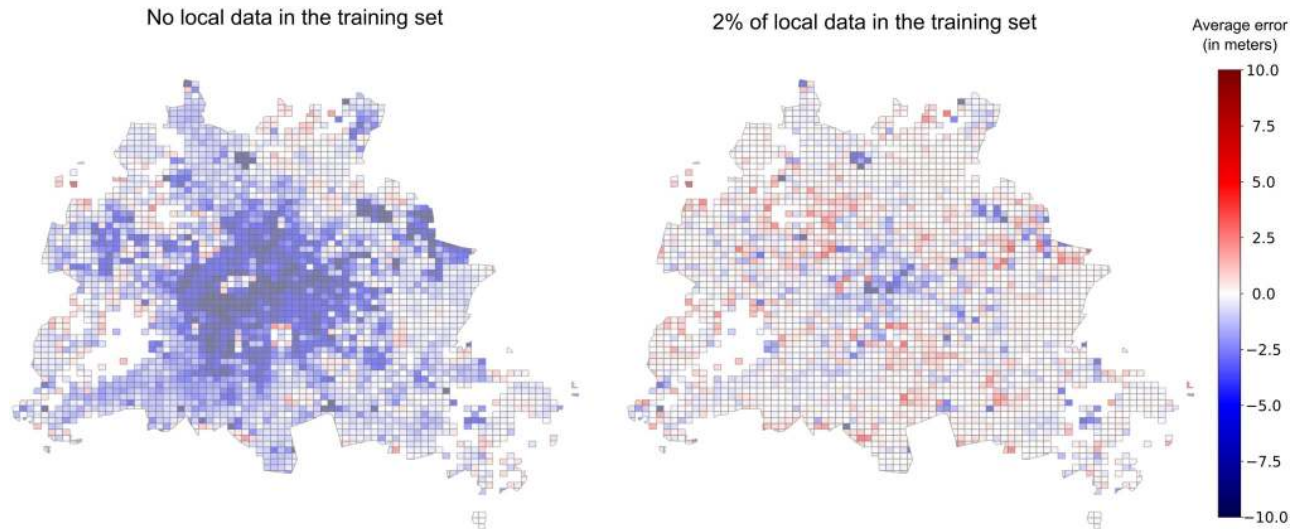 No local data in the training set
2% of local data in the training set
Average error
(in meters)
10.0
7.5
5.0
2.5
0.0
−2.5
−5.0
−7.5
−10.0